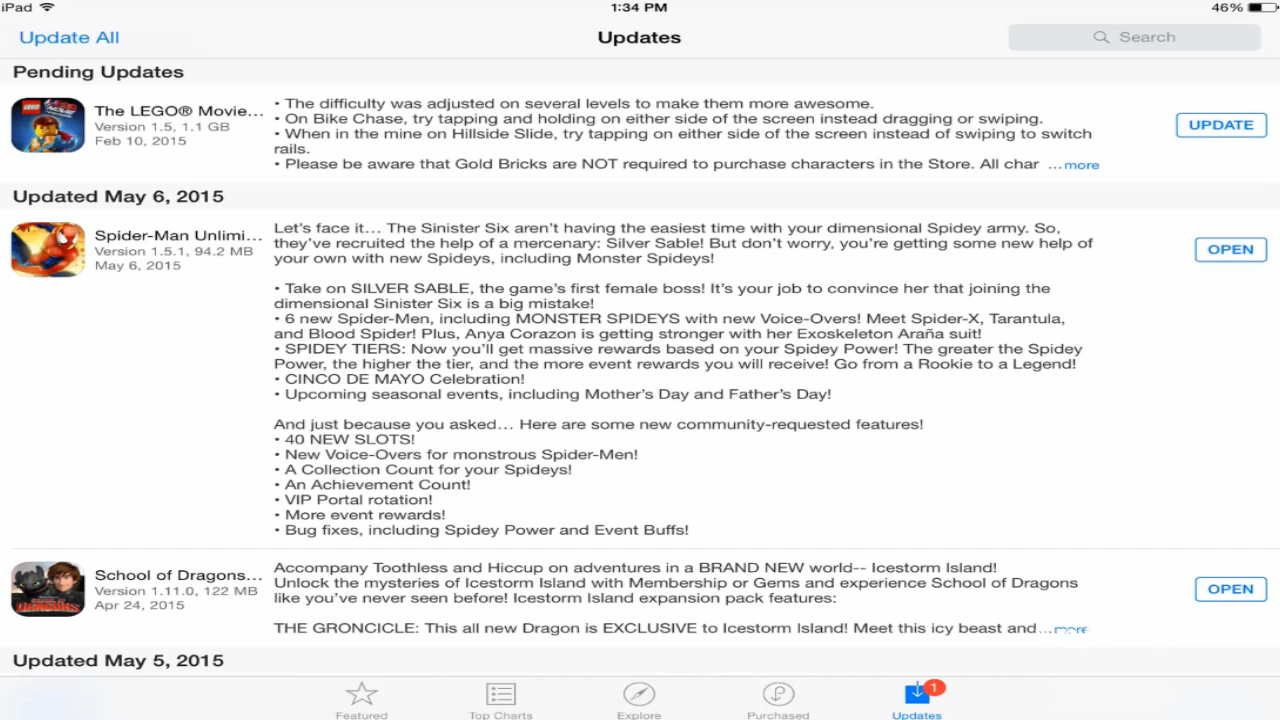 iPad 1:34 PM 46%
Update All Updates Search
Pending Updates
The LEGO® Movie...
Version 1.5, 1.1 GB
Feb 10, 2015
• The difficulty was adjusted on several levels to make them more awesome.
• On Bike Chase, try tapping and holding on either side of the screen instead dragging or swiping.
• When in the mine on Hillside Slide, try tapping on either side of the screen instead of swiping to switch
rails.
• Please be aware that Gold Bricks are NOT required to purchase characters in the Store. All char ...more
UPDATE
Updated May 6, 2015
Spider-Man Unlimi...
Version 1.5.1, 94.2 MB
May 6, 2015
Let's face it... The Sinister Six aren't having the easiest time with your dimensional Spidey army. So,
they've recruited the help of a mercenary: Silver Sable! But don't worry, you're getting some new help of
your own with new Spideys, including Monster Spideys!
• Take on SILVER SABLE, the game's first female boss! It's your job to convince her that joining the
dimensional Sinister Six is a big mistake!
• 6 new Spider-Men, including MONSTER SPIDEYS with new Voice-Overs! Meet Spider-X, Tarantula,
and Blood Spider! Plus, Anya Corazon is getting stronger with her Exoskeleton Araña suit!
• SPIDEY TIERS: Now you'll get massive rewards based on your Spidey Power! The greater the Spidey
Power, the higher the tier, and the more event rewards you will receive! Go from a Rookie to a Legend!
• CINCO DE MAYO Celebration!
• Upcoming seasonal events, including Mother's Day and Father's Day!
And just because you asked... Here are some new community-requested features!
• 40 NEW SLOTS!
• New Voice-Overs for monstrous Spider-Men!
• A Collection Count for your Spideys!
• An Achievement Count!
• VIP Portal rotation!
• More event rewards!
• Bug fixes, including Spidey Power and Event Buffs!
OPEN
School of Dragons...
Version 1.11.0, 122 MB
Apr 24, 2015
Accompany Toothless and Hiccup on adventures in a BRAND NEW world-- Icestorm Island!
Unlock the mysteries of Icestorm Island with Membership or Gems and experience School of Dragons
like you've never seen before! Icestorm Island expansion pack features:
THE GRONCICLE: This all new Dragon is EXCLUSIVE to Icestorm Island! Meet this icy beast and...more
OPEN
Updated May 5, 2015
1
Featured Top Charts Explore Purchased Updates